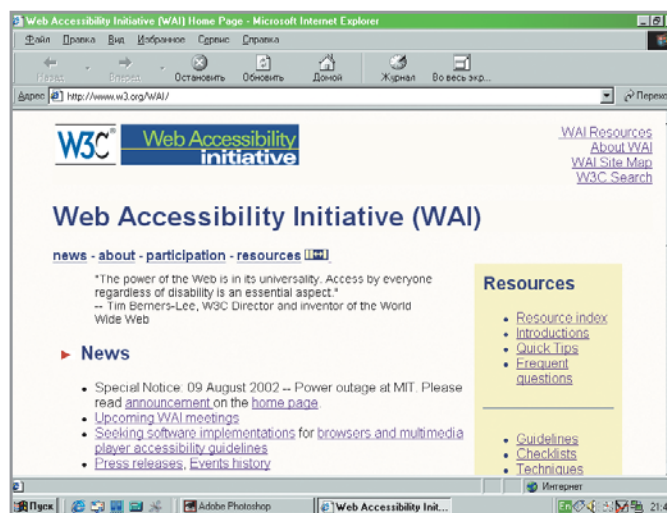 Web Accessibility Initiative (WAI) Home Page - Microsoft Internet Explorer
Файл Правка Вид Избранное Сервис Справка
Назад Вперед Остановить Обновить Домой Журнал Во весь экр...
Адрес http://www.w3.org/WAI/ Перехо
W3C® Web Accessibility initiative
WAI Resources
About WAI
WAI Site Map
W3C Search
Web Accessibility Initiative (WAI)
news - about - participation - resources
"The power of the Web is in its universality. Access by everyone
regardless of disability is an essential aspect."
-- Tim Berners-Lee, W3C Director and inventor of the World
Wide Web
News
• Special Notice: 09 August 2002 -- Power outage at MIT. Please
read announcement on the home page.
• Upcoming WAI meetings
• Seeking software implementations for browsers and multimedia
player accessibility guidelines
• Press releases, Events history
Resources
• Resource index
• Introductions
• Quick Tips
• Frequent
questions
• Guidelines
• Checklists
• Techniques
Интернет
Пуск Adobe Photoshop Web Accessibility Init... En 21:4